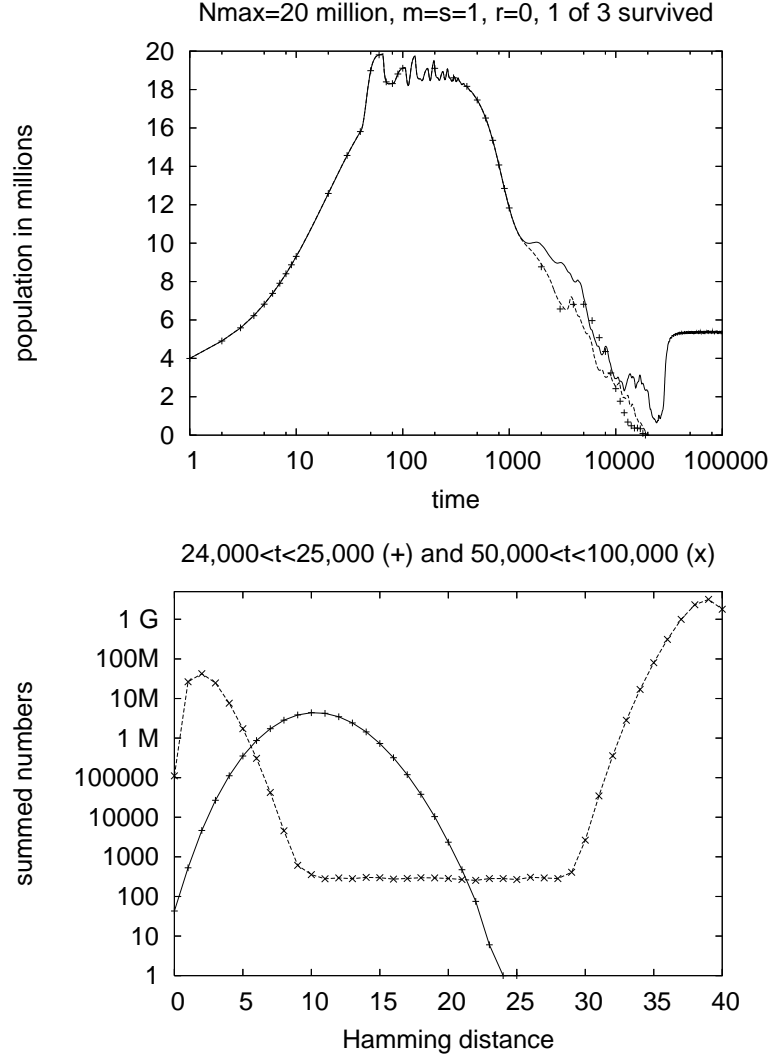 Nmax=20 million, m=s=1, r=0, 1 of 3 survived
20
18
16
14
12
10
8
6
4
2
0
population in millions
1 10 100 1000 10000 100000
time
24,000<t<25,000 (+) and 50,000<t<100,000 (x)
1 G
100M
10M
1 M
100000
10000
1000
100
10
1
summed numbers
0 5 10 15 20 25 30 35 40
Hamming distance